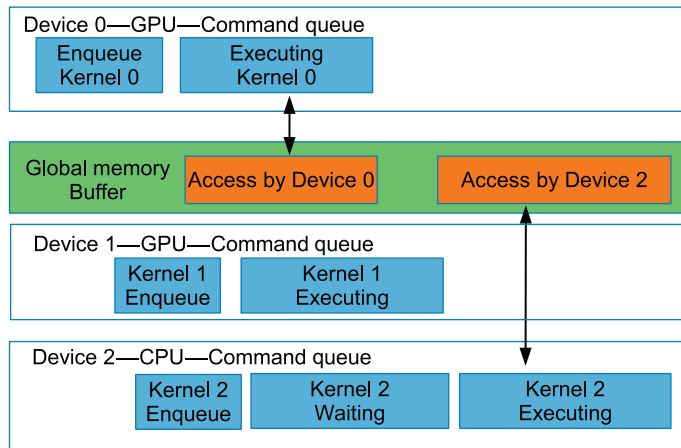 Device 0—GPU—Command queue
Enqueue
Kernel 0
Executing
Kernel 0
Global memory
Buffer
Access by Device 0
Access by Device 2
Device 1—GPU—Command queue
Kernel 1
Enqueue
Kernel 1
Executing
Device 2—CPU—Command queue
Kernel 2
Enqueue
Kernel 2
Waiting
Kernel 2
Executing